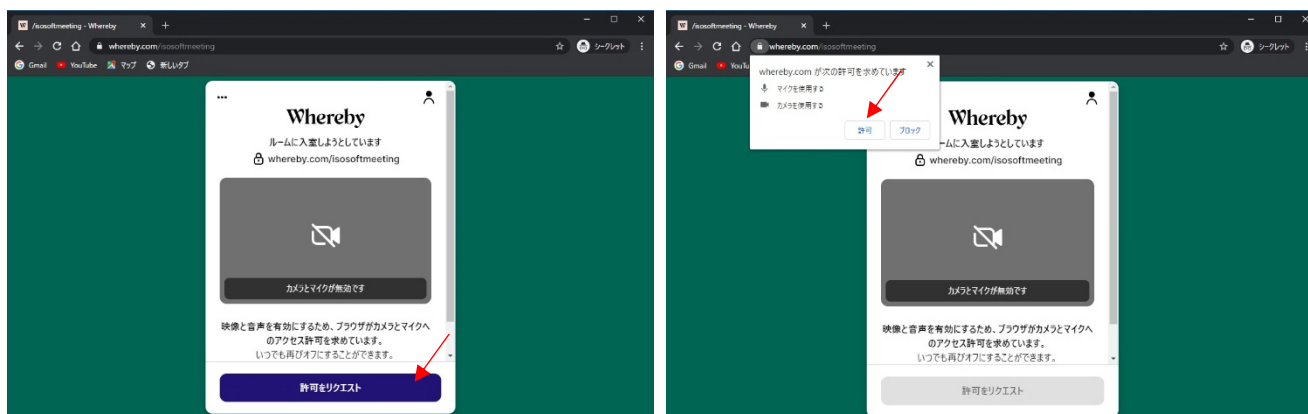 /isosoftmeeting - Whereby
whereby.com/isosoftmeeting
シークレット
Gmail YouTube マップ 新しいタブ
Whereby
ルームに入室しようとしています
whereby.com/isosoftmeeting
カメラとマイクが無効です
映像と音声を有効にするため、ブラウザがカメラとマイクへ
のアクセス許可を求めています。
いつでも再びオフにすることができます。
許可をリクエスト
/isosoftmeeting - Whereby
whereby.com/isosoftmeeting
シークレット
Gmail YouTu
whereby.com が次の許可を求めています
マイクを使用する
カメラを使用する
許可 ブロック
Whereby
ームに入室しようとしています
whereby.com/isosoftmeeting
カメラとマイクが無効です
映像と音声を有効にするため、ブラウザがカメラとマイクへ
のアクセス許可を求めています。
いつでも再びオフにすることができます。
許可をリクエスト